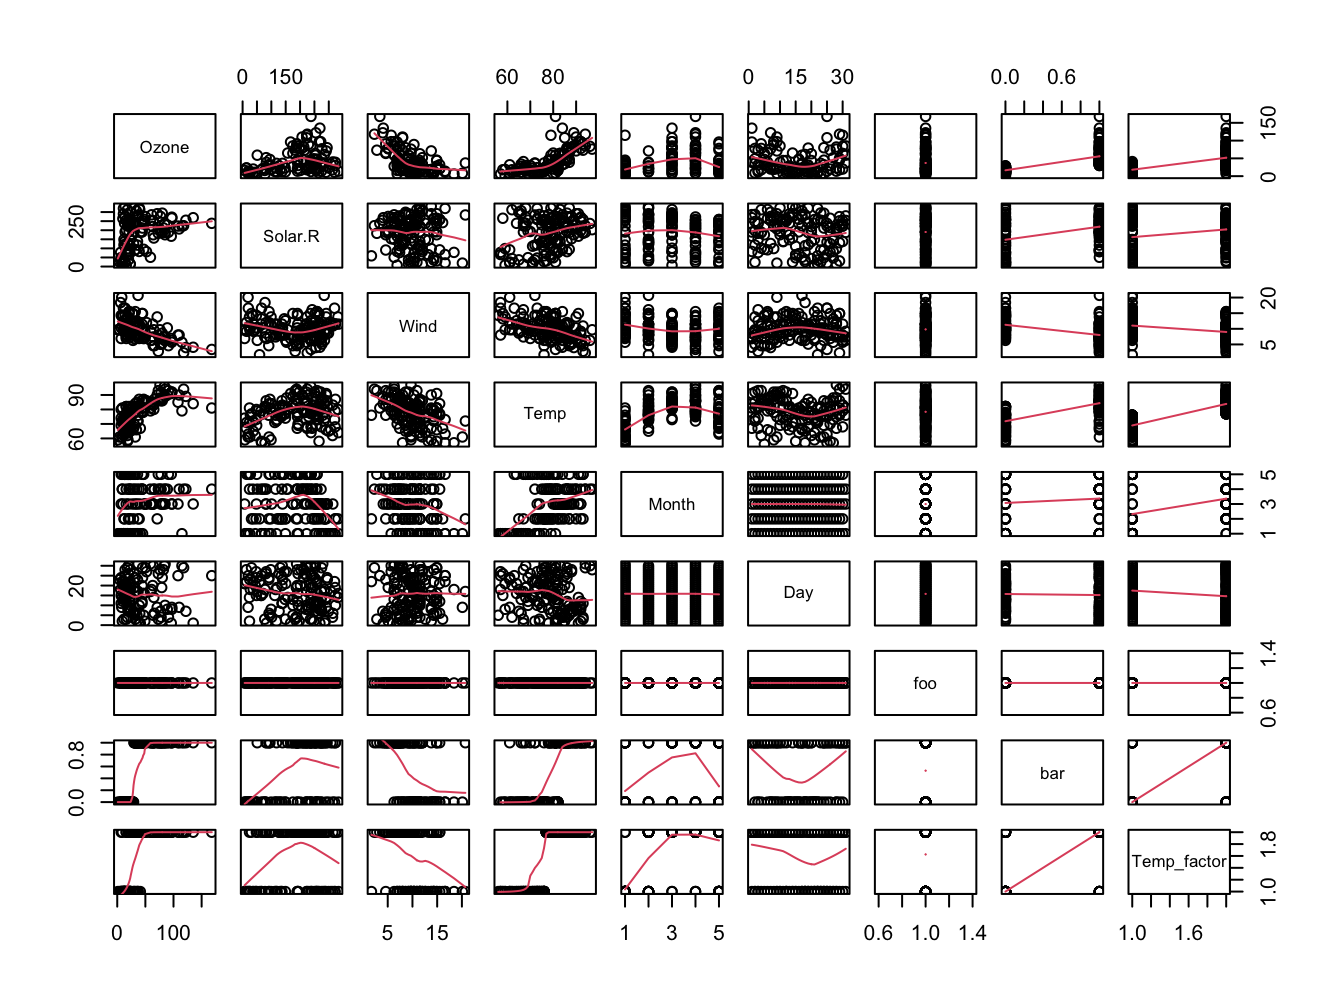 0 150 60 80 0 15 30 0.0 0.6
Ozone 0 150
0 250 Solar.R
Wind 5 20
60 90 Temp
Month 1 3 5
0 20 Day
foo 0.6 1.4
0.0 0.8 bar
Temp_factor 1.0 1.8
0 100 5 15 1 3 5 0.6 1.0 1.4 1.0 1.6